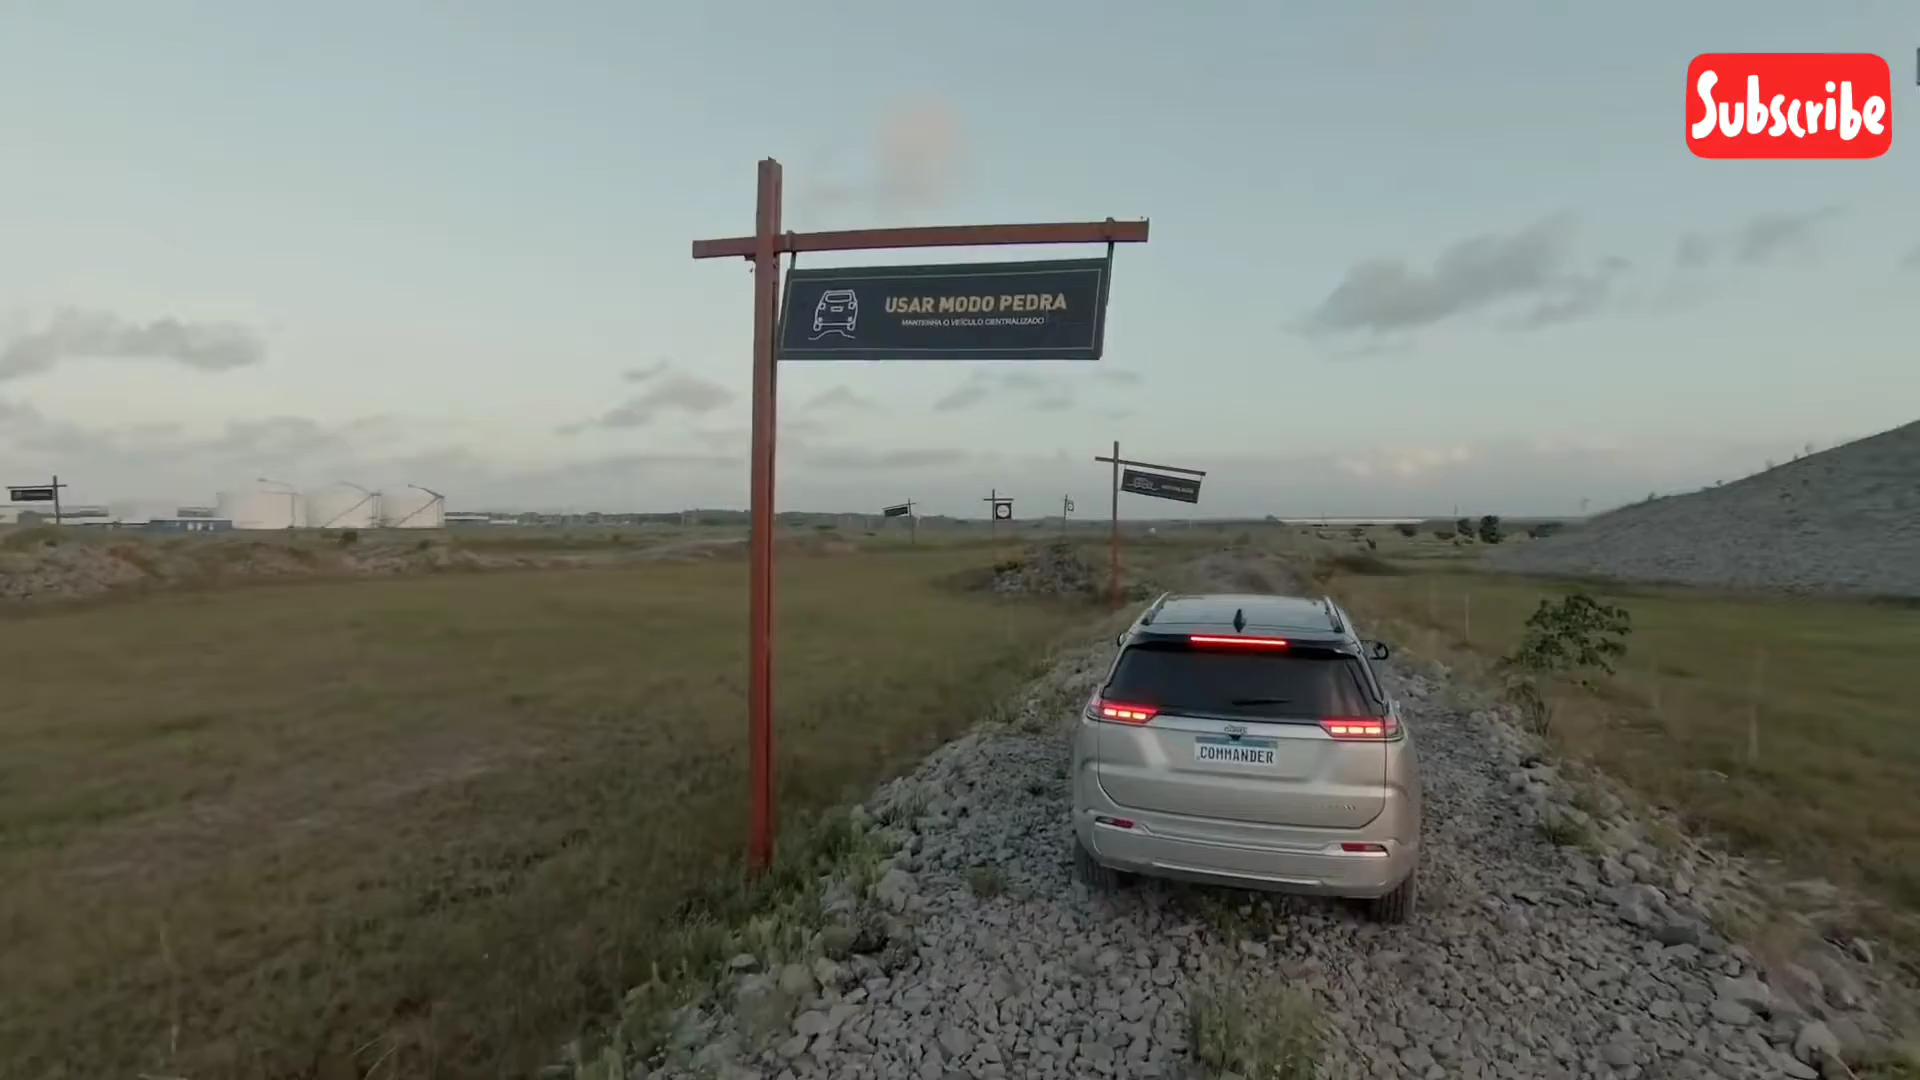 Subscribe
USAR MODO PEDRA
MANTENHA O VEÍCULO CENTRALIZADO
COMMANDER